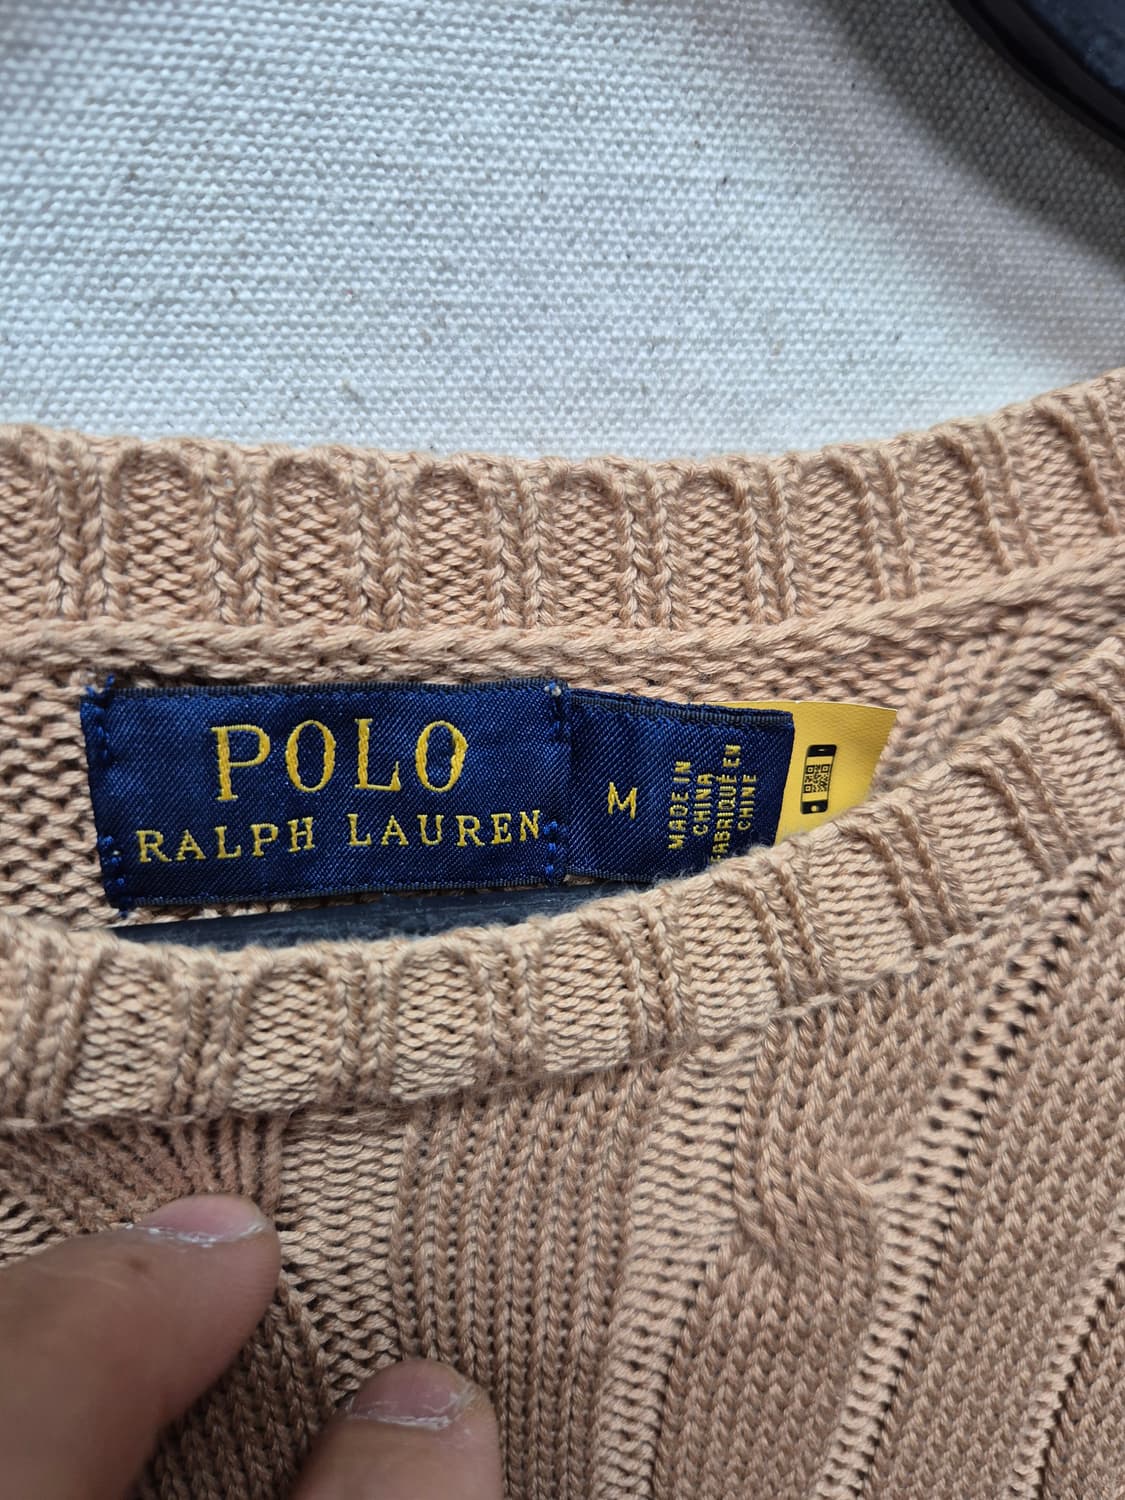 POLO
RALPH LAUREN
M
MADE IN
CHINA
FABRIQUÉ EN
CHINE